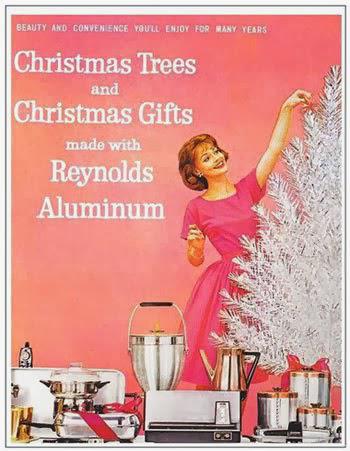 BEAUTY AND CONVENIENCE YOU'LL ENJOY FOR MANY YEARS
Christmas Trees
and
Christmas Gifts
made with
Reynolds
Aluminum